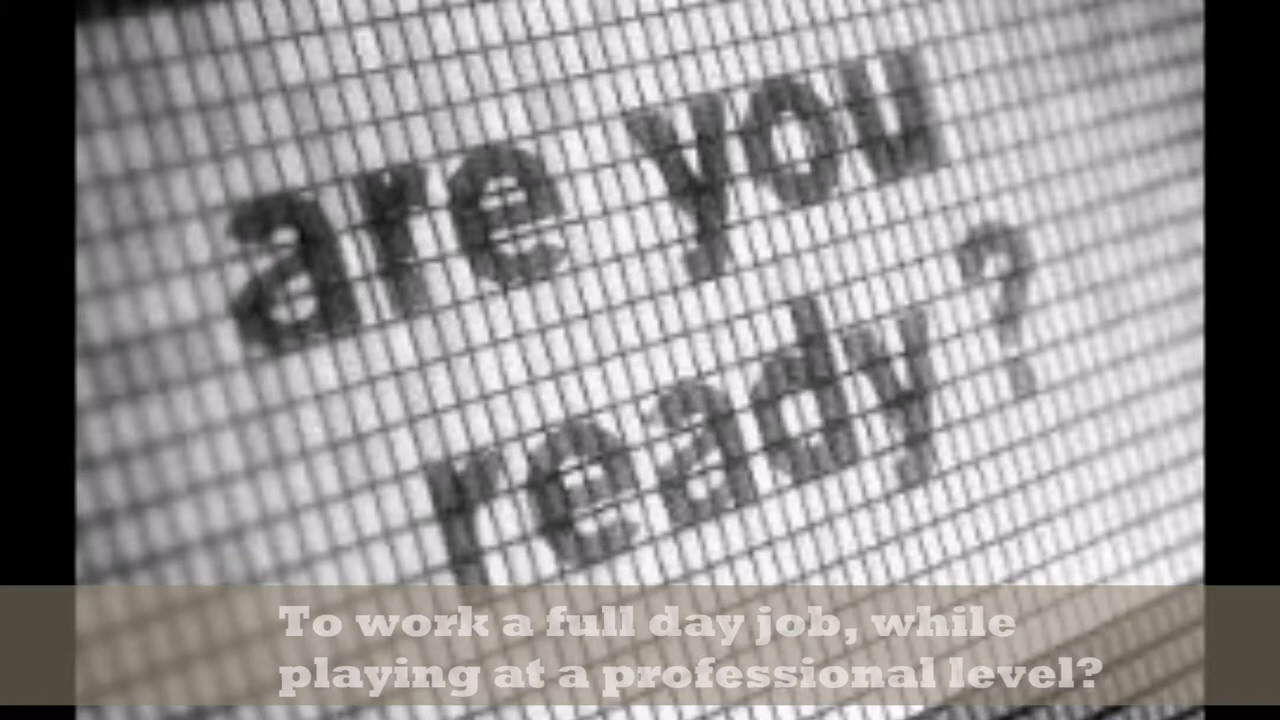 are you
ready?
To work a full day job, while
playing at a professional level?